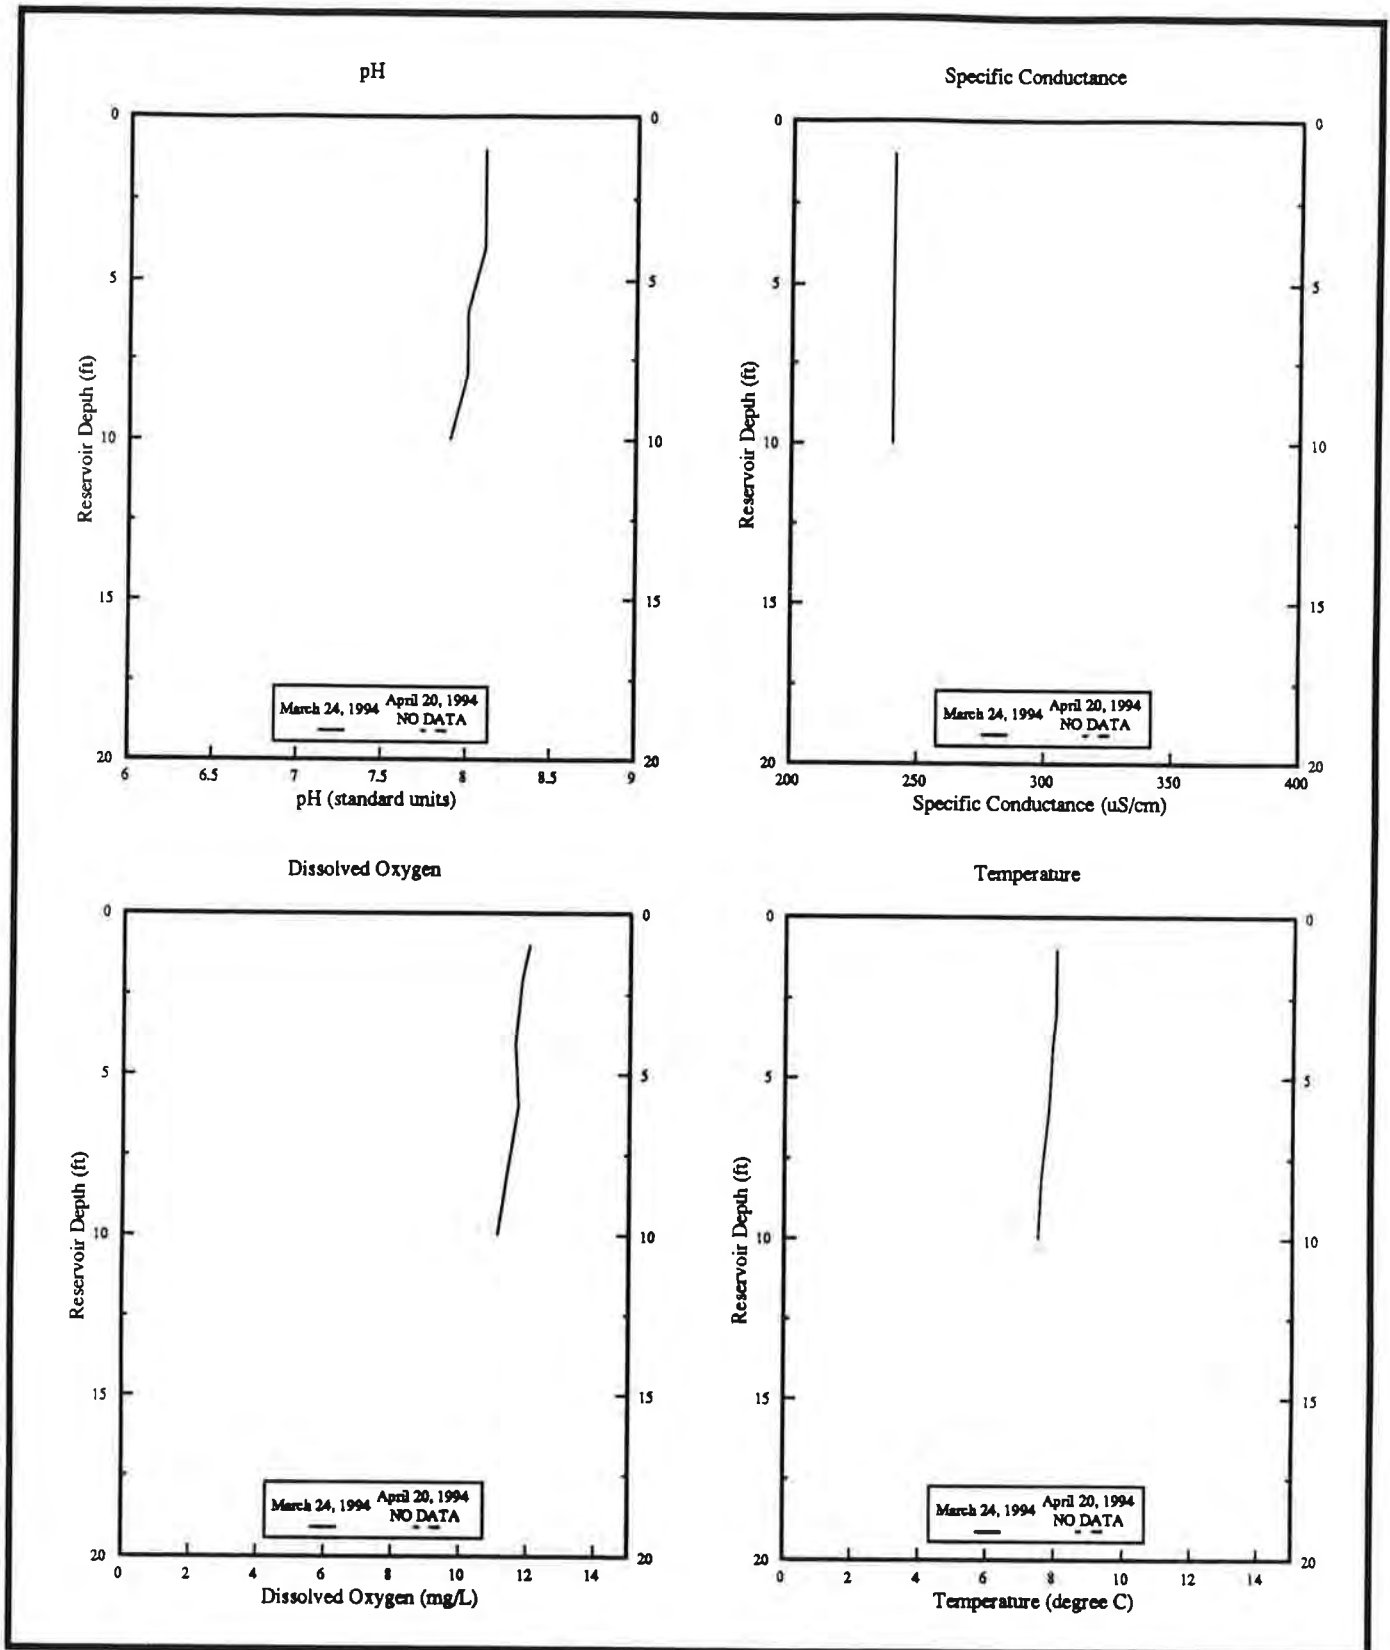 pH
0
0
5
5
10
10
15
15
20
20
Reservoir Depth (ft)
March 24, 1994
April 20, 1994
NO DATA
6 6.5 7 7.5 8 8.5 9
pH (standard units)
Specific Conductance
0
0
5
5
10
10
15
15
20
20
Reservoir Depth (ft)
March 24, 1994
April 20, 1994
NO DATA
200 250 300 350 400
Specific Conductance (uS/cm)
Dissolved Oxygen
0
0
5
5
10
10
15
15
20
20
Reservoir Depth (ft)
March 24, 1994
April 20, 1994
NO DATA
0 2 4 6 8 10 12 14
Dissolved Oxygen (mg/L)
Temperature
0
0
5
5
10
10
15
15
20
20
Reservoir Depth (ft)
March 24, 1994
April 20, 1994
NO DATA
0 2 4 6 8 10 12 14
Temperature (degree C)